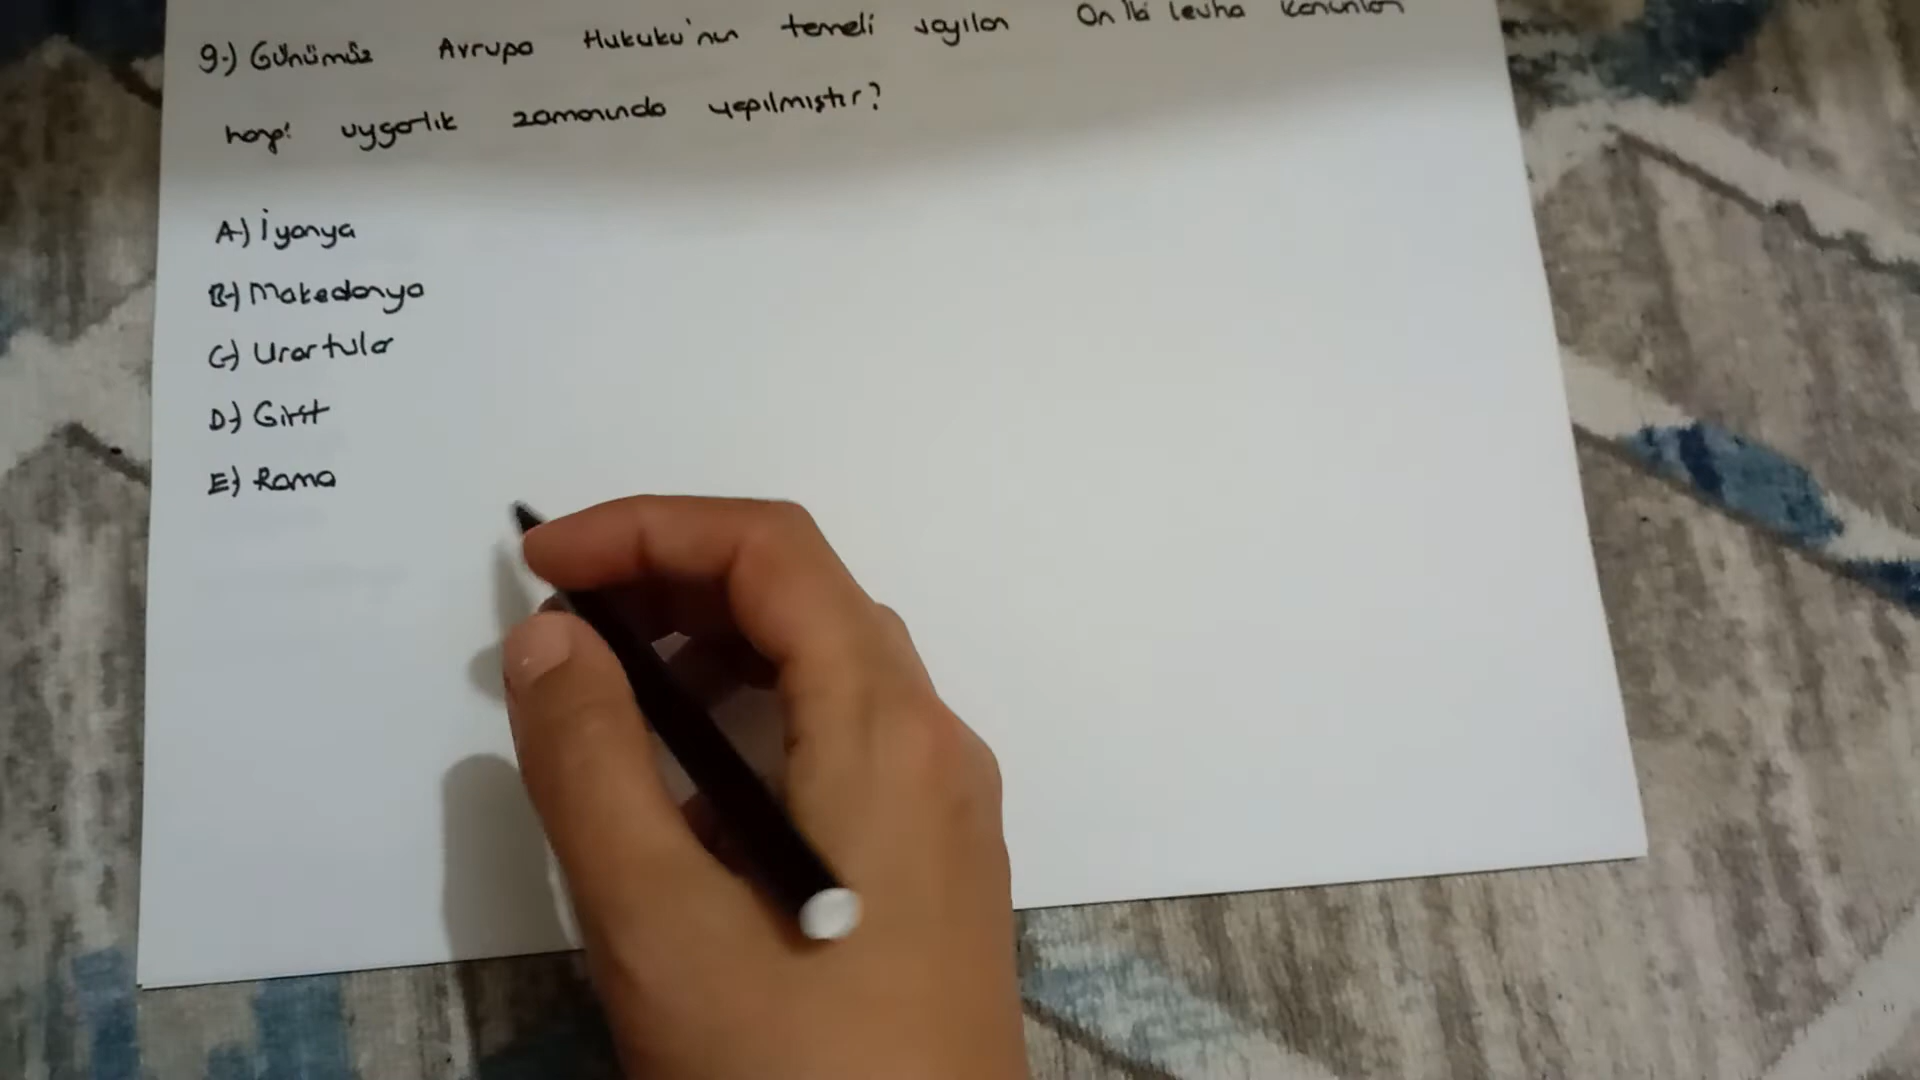 9-) Günümüz Avrupa Hukuku'nun temeli sayılan On İki levha kanunları
hangi uygarlık zamanında yapılmıştır?
A-) İyonya
B-) Makedonya
C-) Urartular
D-) Girit
E-) Roma